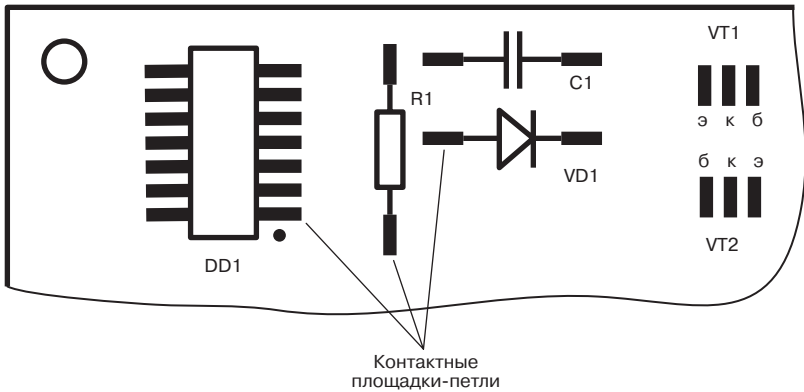 VT1
C1
R1
э к б
VD1
б к э
VT2
DD1
Контактные
площадки-петли